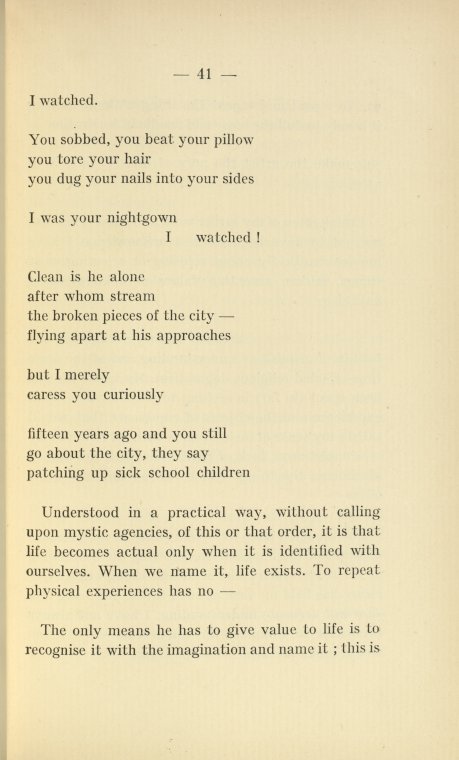 — 41 —
I watched.
You sobbed, you beat your pillow
you tore your hair
you dug your nails into your sides
I was your nightgown
I watched !
Clean is he alone
after whom stream
the broken pieces of the city —
flying apart at his approaches
but I merely
caress you curiously
fifteen years ago and you still
go about the city, they say
patching up sick school children
Understood in a practical way, without calling
upon mystic agencies, of this or that order, it is that
life becomes actual only when it is identified with
ourselves. When we name it, life exists. To repeat
physical experiences has no —
The only means he has to give value to life is to
recognise it with the imagination and name it ; this is